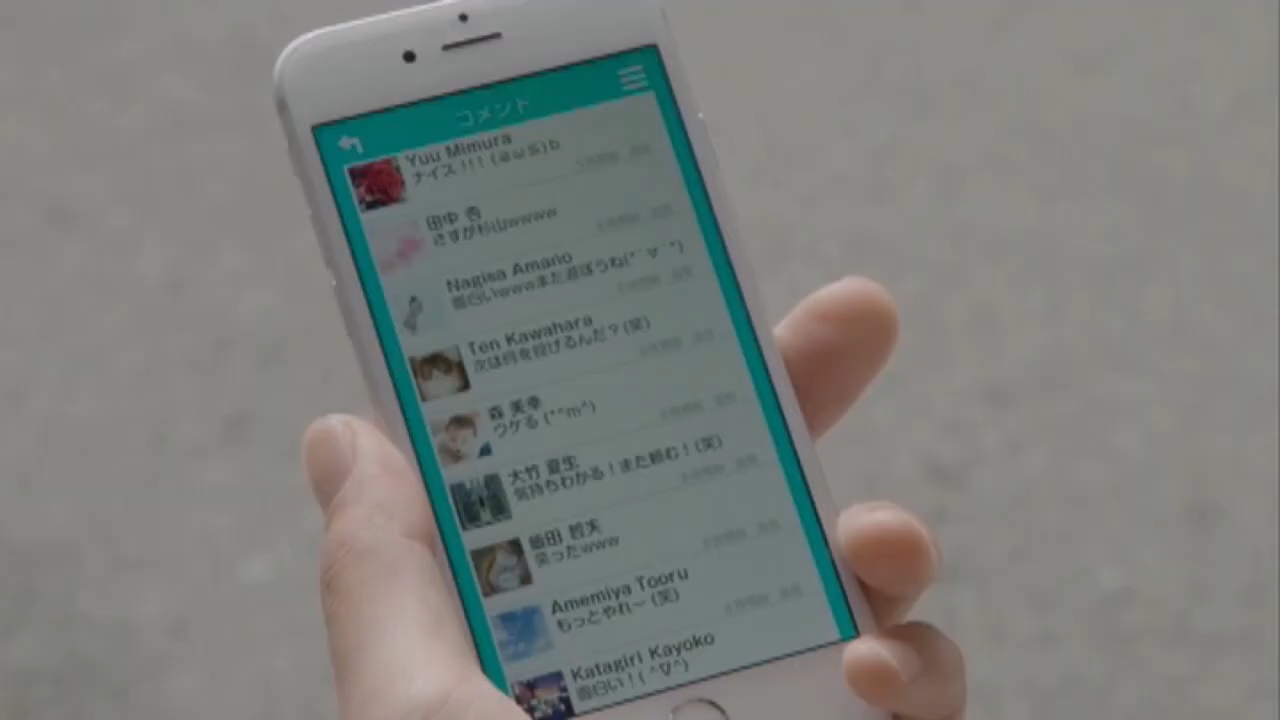 コメント
Yuu Mimura
ナイス!!!(≧ω≦)b
田中 杏
さすが杉山wwww
Nagisa Amano
面白いwwwまた遊ぼうね(*´∀｀*)
Ten Kawahara
次は何を投げるんだ?(笑)
森 美幸
ウケる(*^m^)
大竹 夏生
気持ちわかる!また頼む!(笑)
飯田 哲夫
笑ったwww
Amemiya Tooru
もっとやれー(笑)
Katagiri Kayoko
面白い!(^▽^)